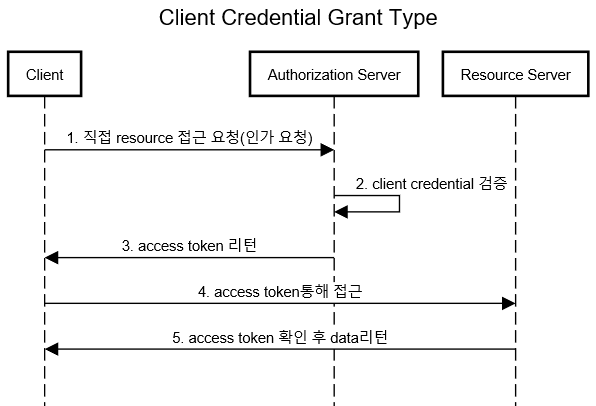 Client Credential Grant Type
Client
Authorization Server
Resource Server
1. 직접 resource 접근 요청(인가 요청)
2. client credential 검증
3. access token 리턴
4. access token통해 접근
5. access token 확인 후 data리턴